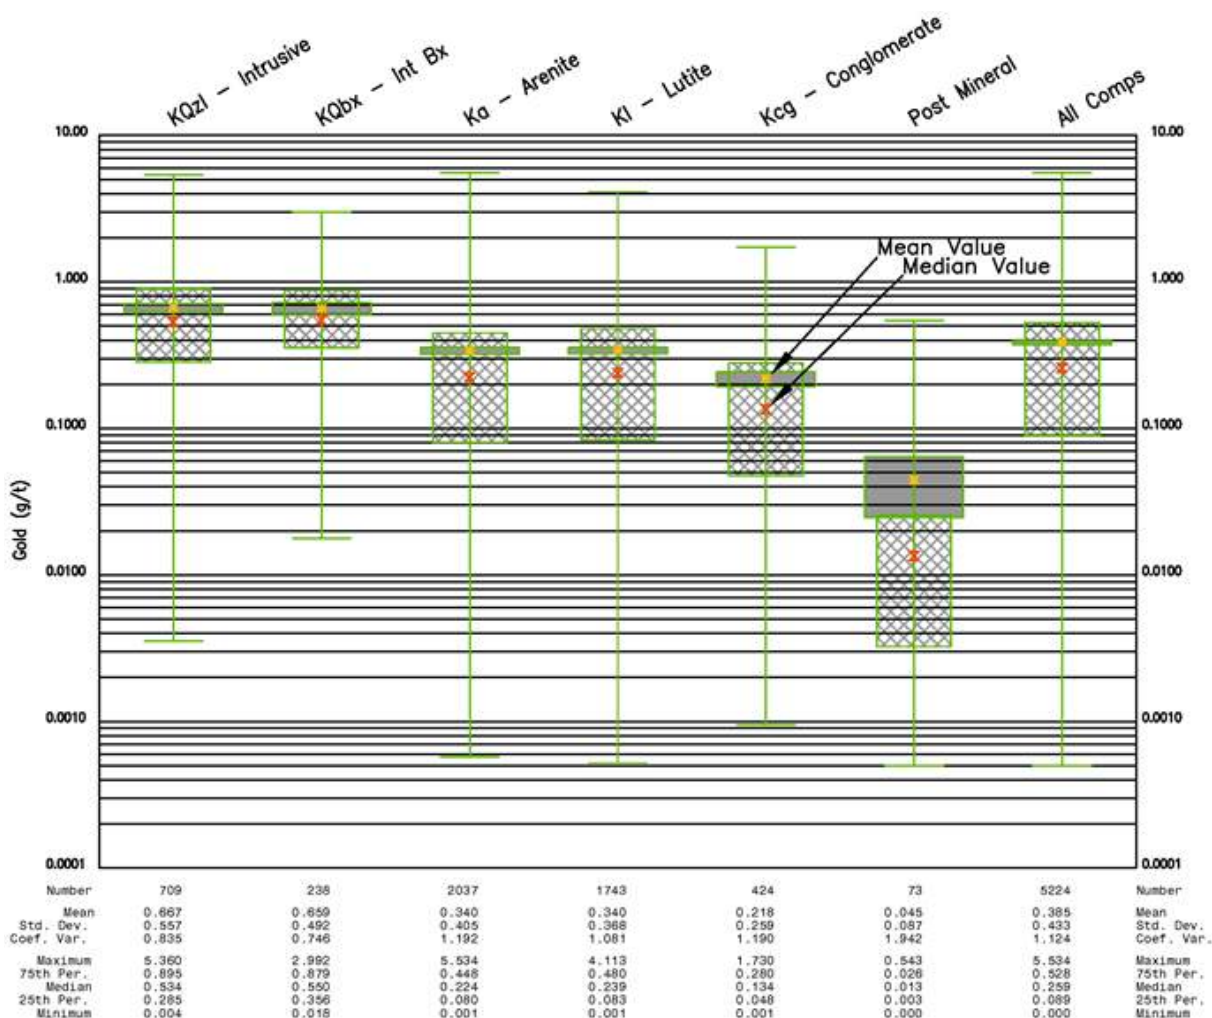 KQzl - Intrusive
KQbx - Int Bx
Ka - Arenite
Kl - Lutite
Kcg - Conglomerate
Post Mineral
All Comps
10.00 10.00
Mean Value
Median Value
1.000 1.000
0.1000 0.1000
Gold (g/t)
0.0100 0.0100
0.0010 0.0010
0.0001 0.0001
Number 709 238 2037 1743 424 73 5224 Number
Mean 0.667 0.659 0.340 0.340 0.218 0.045 0.385 Mean
Std. Dev. 0.557 0.492 0.405 0.368 0.259 0.087 0.433 Std. Dev.
Coef. Var. 0.835 0.746 1.192 1.081 1.190 1.942 1.124 Coef. Var.
Maximum 5.360 2.992 5.534 4.113 1.730 0.543 5.534 Maximum
75th Per. 0.895 0.879 0.448 0.480 0.280 0.026 0.528 75th Per.
Median 0.534 0.550 0.224 0.239 0.134 0.013 0.259 Median
25th Per. 0.285 0.356 0.080 0.083 0.048 0.003 0.089 25th Per.
Minimum 0.004 0.018 0.001 0.001 0.001 0.000 0.000 Minimum